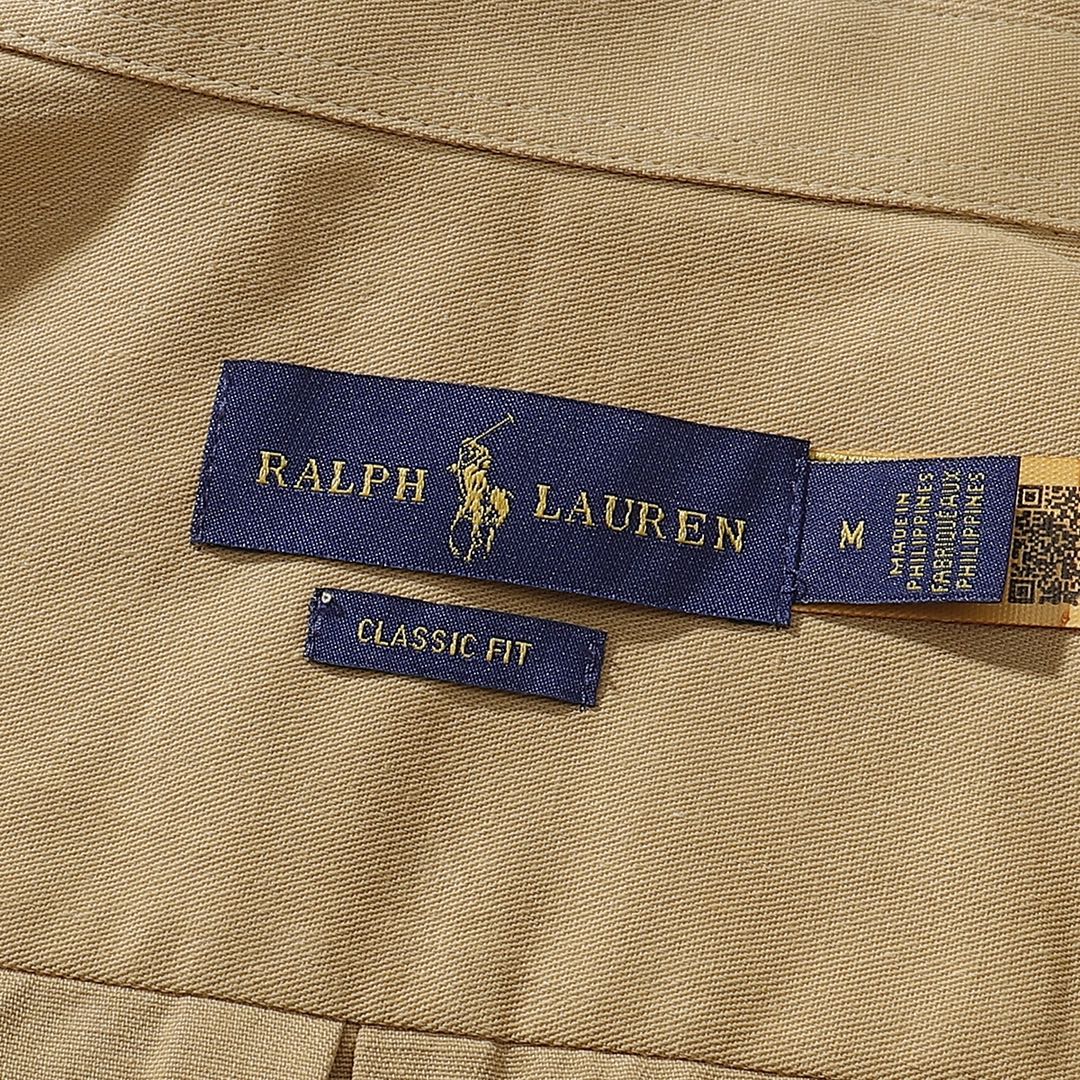 RALPH LAUREN
CLASSIC FIT
M
MADE IN
PHILIPPINES
FABRIQUÉ AUX
PHILIPPINES